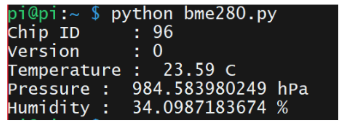 pi@pi:~ $ python bme280.py
Chip ID     : 96
Version     : 0
Temperature :  23.59 C
Pressure :  984.583980249 hPa
Humidity :  34.0987183674 %